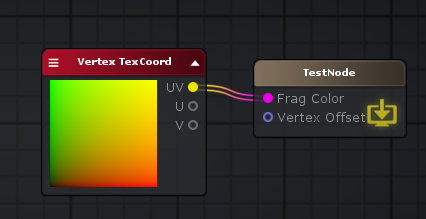 Vertex TexCoord
UV
U
V
TestNode
Frag Color
Vertex Offset